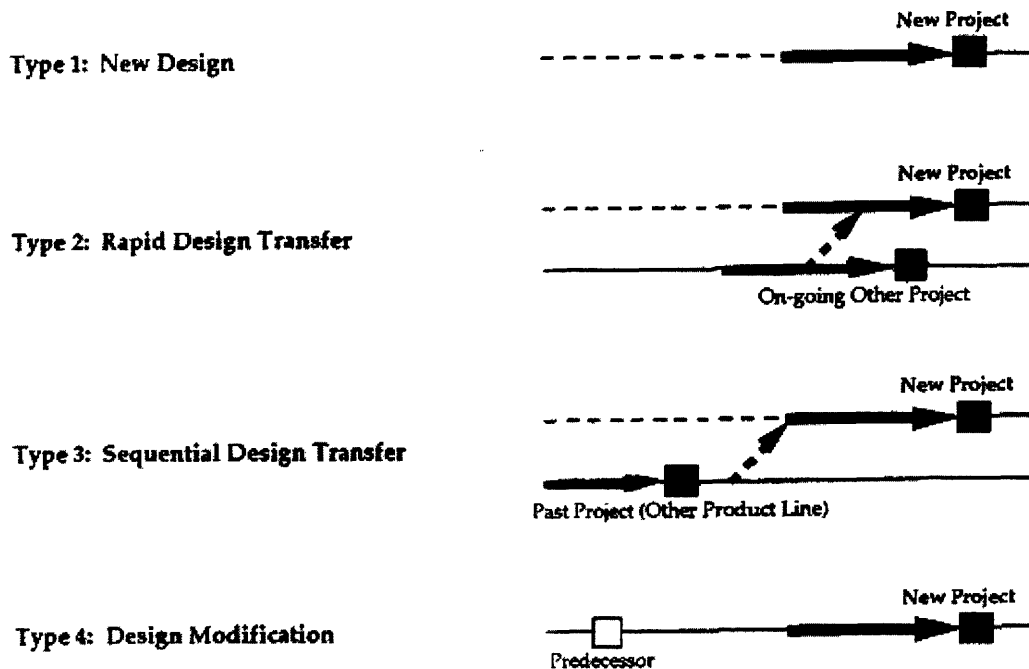 New Project
Type 1: New Design
New Project
Type 2: Rapid Design Transfer
On-going Other Project
New Project
Type 3: Sequential Design Transfer
Past Project (Other Product Line)
New Project
Type 4: Design Modification
Predecessor